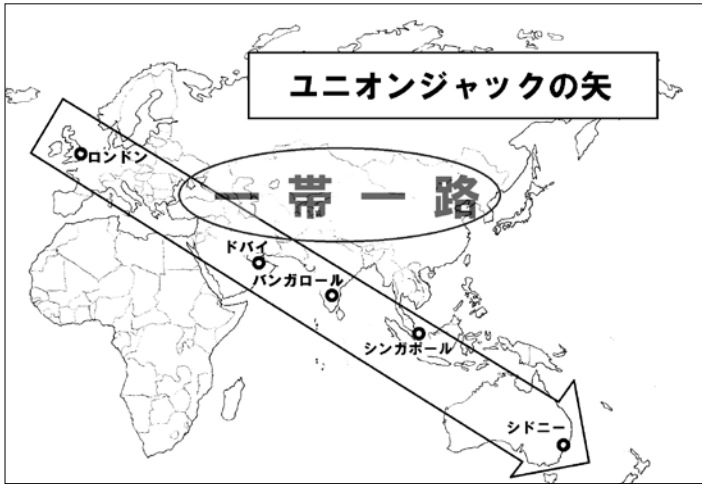 ユニオンジャックの矢
ロンドン
一帯一路
ドバイ
バンガロール
シンガポール
シドニー